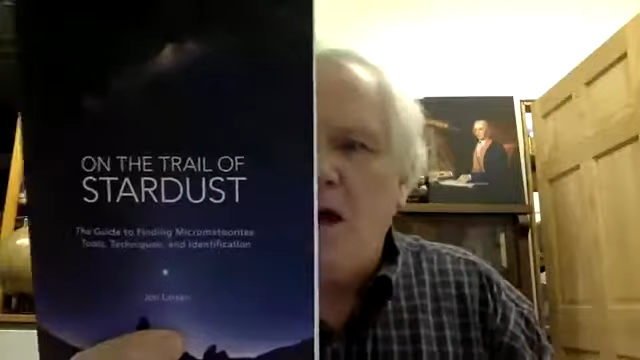 ON THE TRAIL OF
STARDUST
The Guide to Finding Micrometeorites
Tools, Techniques, and Identification
Jon Larsen